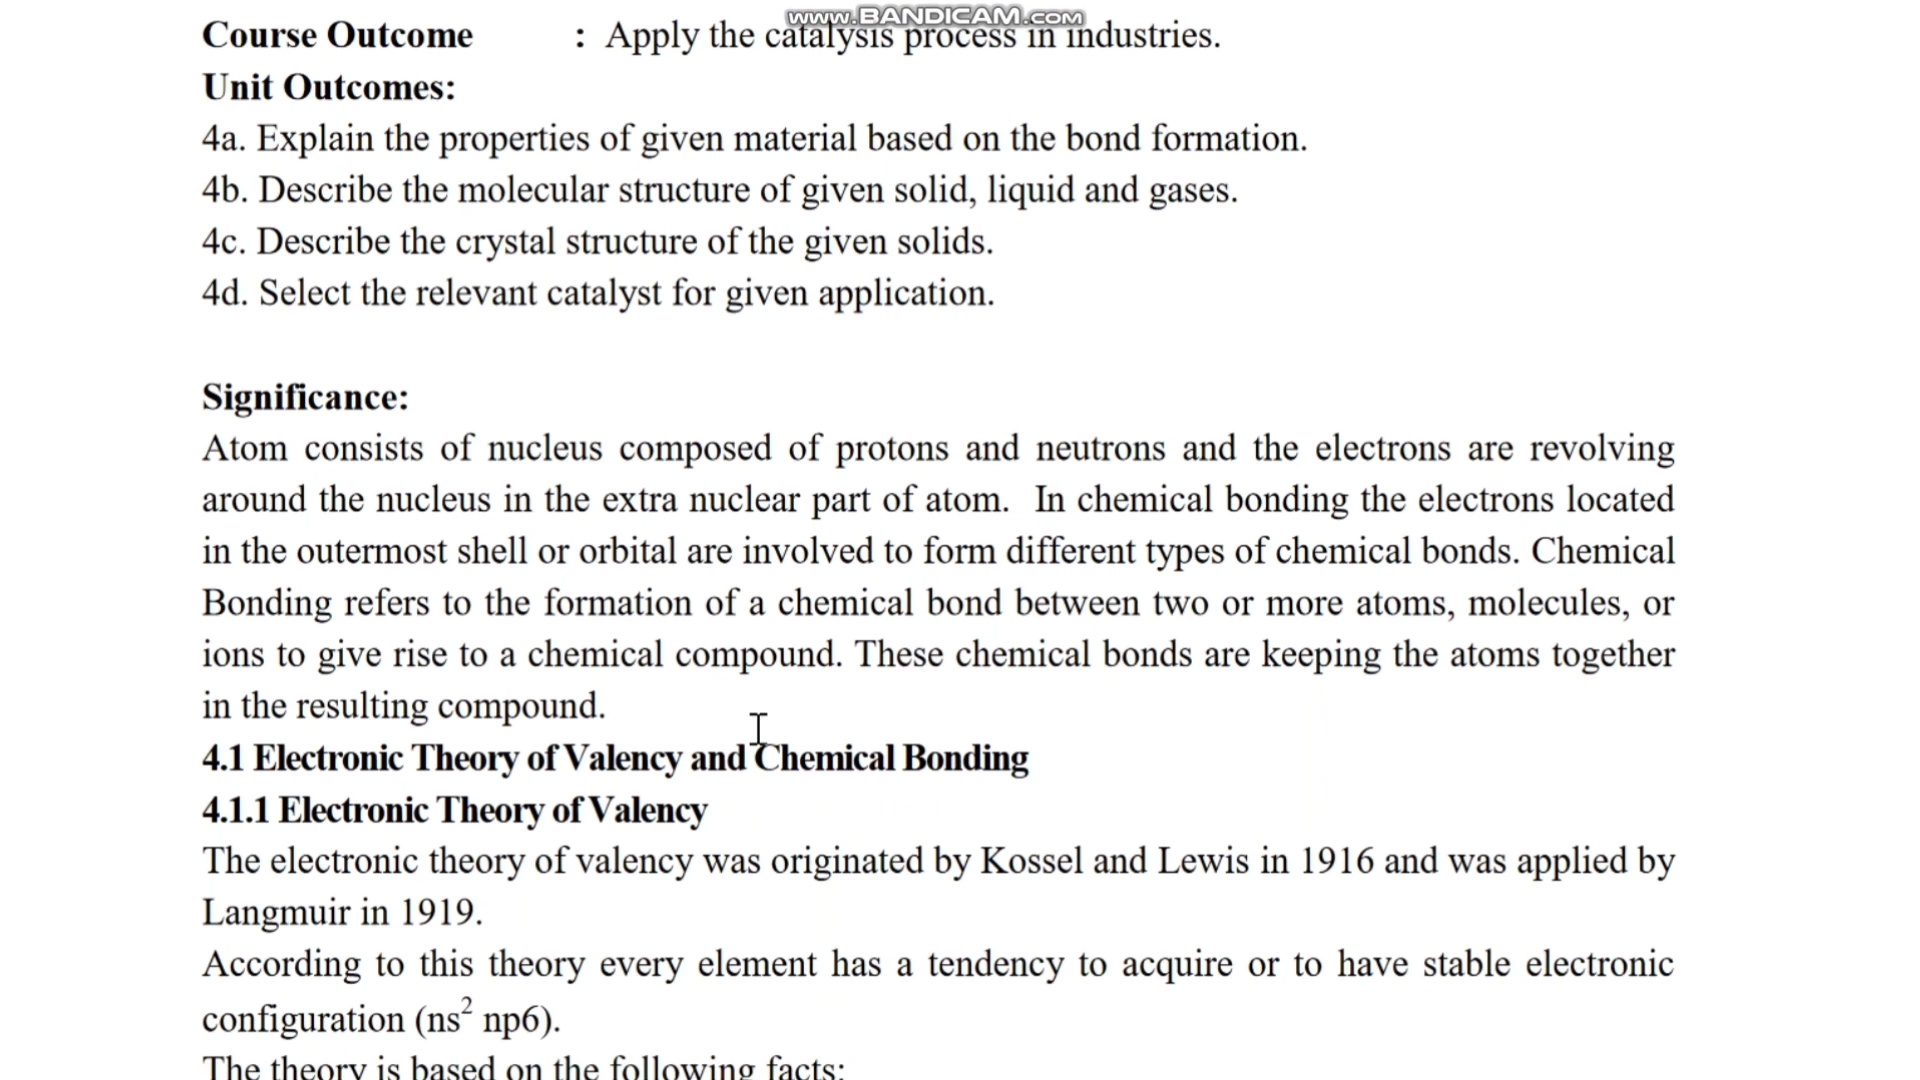 www.BANDICAM.com
Course Outcome : Apply the catalysis process in industries.
Unit Outcomes:
4a. Explain the properties of given material based on the bond formation.
4b. Describe the molecular structure of given solid, liquid and gases.
4c. Describe the crystal structure of the given solids.
4d. Select the relevant catalyst for given application.
Significance:
Atom consists of nucleus composed of protons and neutrons and the electrons are revolving
around the nucleus in the extra nuclear part of atom. In chemical bonding the electrons located
in the outermost shell or orbital are involved to form different types of chemical bonds. Chemical
Bonding refers to the formation of a chemical bond between two or more atoms, molecules, or
ions to give rise to a chemical compound. These chemical bonds are keeping the atoms together
in the resulting compound.
4.1 Electronic Theory of Valency and Chemical Bonding
4.1.1 Electronic Theory of Valency
The electronic theory of valency was originated by Kossel and Lewis in 1916 and was applied by
Langmuir in 1919.
According to this theory every element has a tendency to acquire or to have stable electronic
configuration (ns² np6).
The theory is based on the following facts: